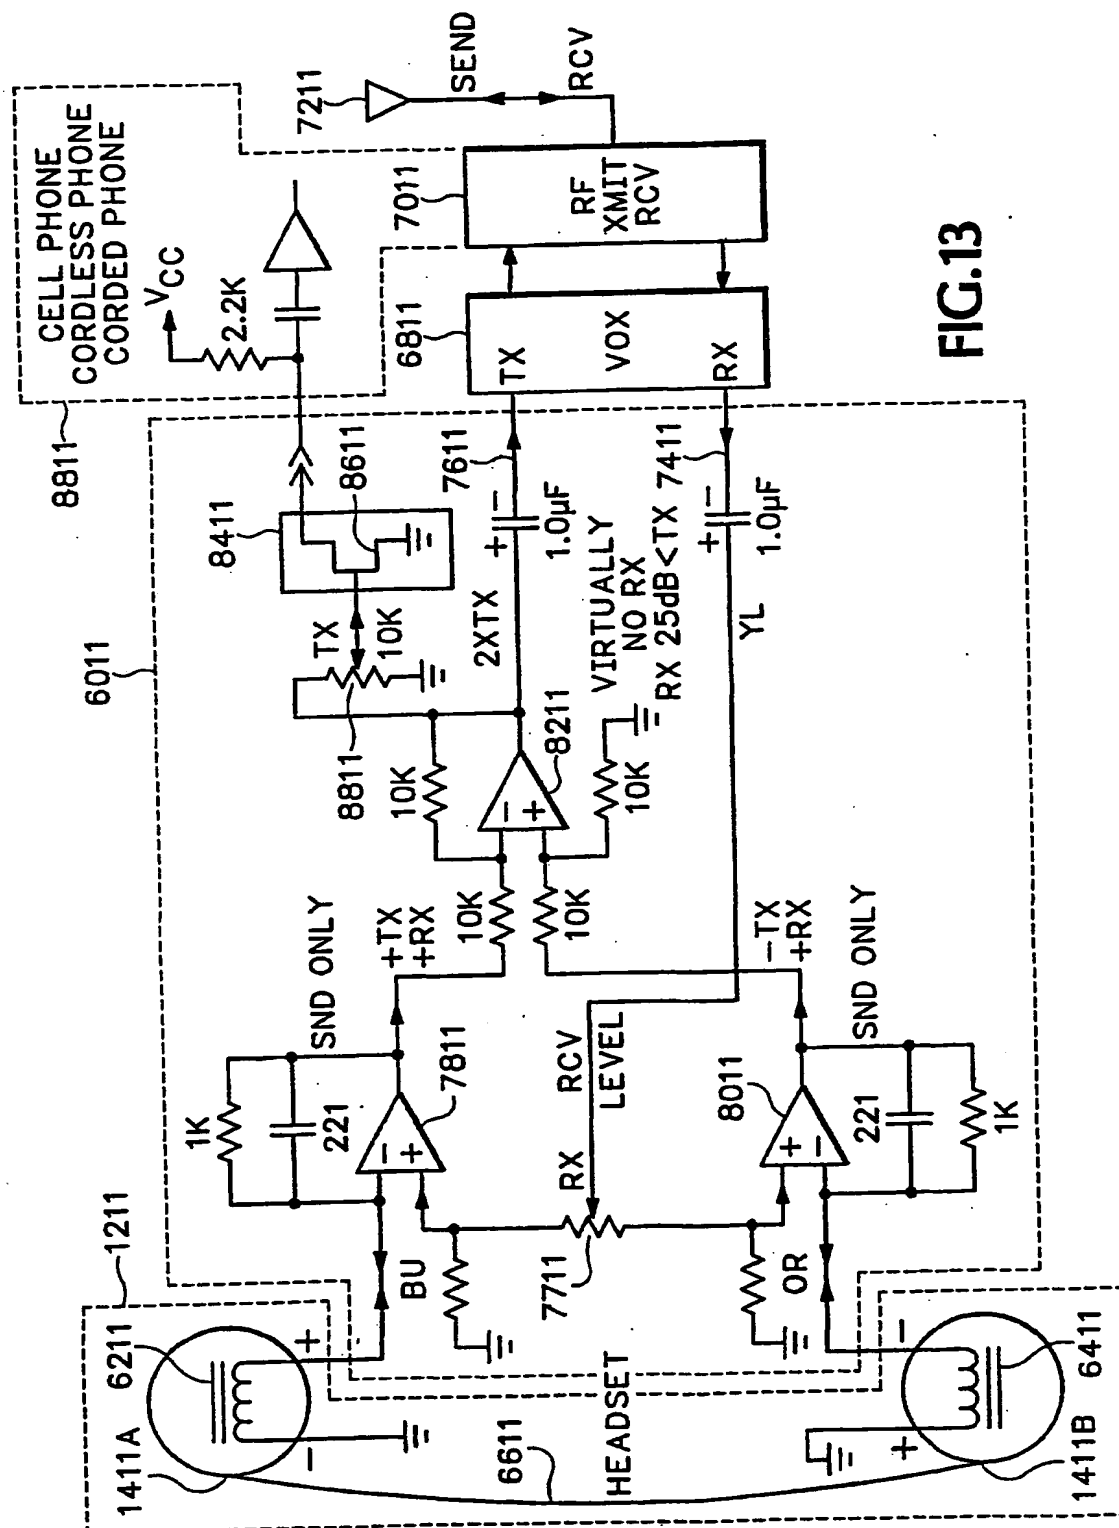 CELL PHONE
CORDLESS PHONE
CORDED PHONE
8811
VCC
2.2K
7211
SEND
RCV
7011
RF
XMIT
RCV
6811
TX
VOX
RX
6011
8411
8611
TX
10K
8811
2XTX
+
−
1.0µF
7611
VIRTUALLY
NO RX
RX 25dB<TX
7411
+
−
1.0µF
YL
10K
−
+
8211
10K
10K
10K
SND ONLY
+TX
+RX
−TX
+RX
SND ONLY
1K
221
−
+
7811
RX
RCV
LEVEL
7711
8011
+
−
221
1K
BU
OR
1211
6211
+
−
1411A
6611
HEADSET
−
+
6411
1411B
FIG.13